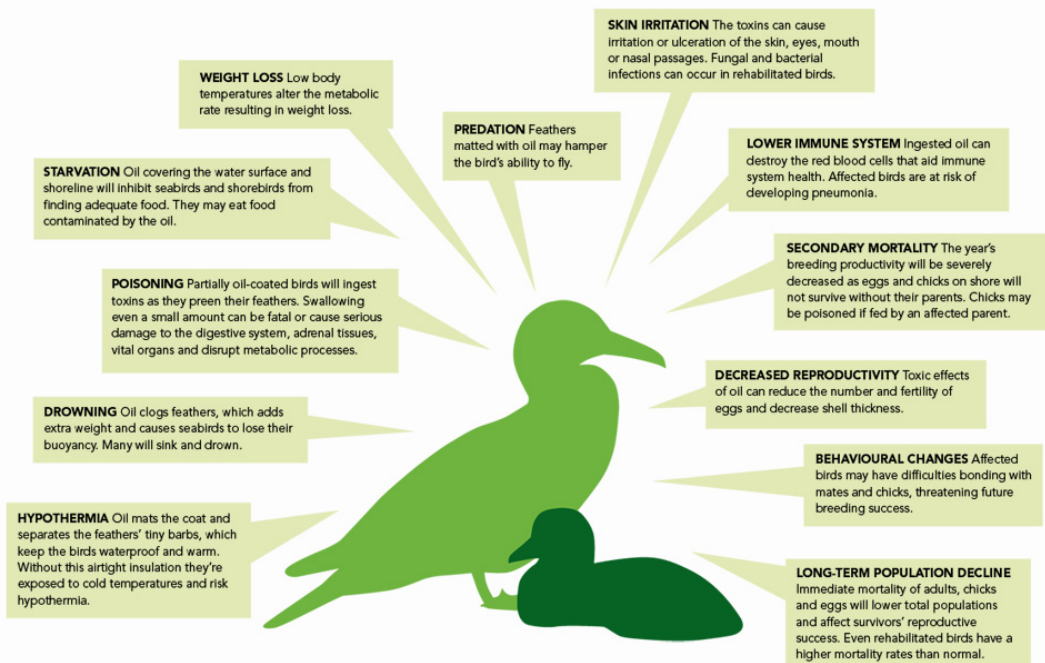 SKIN IRRITATION The toxins can cause
irritation or ulceration of the skin, eyes, mouth
or nasal passages. Fungal and bacterial
infections can occur in rehabilitated birds.
WEIGHT LOSS Low body
temperatures alter the metabolic
rate resulting in weight loss.
PREDATION Feathers
matted with oil may hamper
the bird's ability to fly.
LOWER IMMUNE SYSTEM Ingested oil can
destroy the red blood cells that aid immune
system health. Affected birds are at risk of
developing pneumonia.
STARVATION Oil covering the water surface and
shoreline will inhibit seabirds and shorebirds from
finding adequate food. They may eat food
contaminated by the oil.
SECONDARY MORTALITY The year's
breeding productivity will be severely
decreased as eggs and chicks on shore will
not survive without their parents. Chicks may
be poisoned if fed by an affected parent.
POISONING Partially oil-coated birds will ingest
toxins as they preen their feathers. Swallowing
even a small amount can be fatal or cause serious
damage to the digestive system, adrenal tissues,
vital organs and disrupt metabolic processes.
DECREASED REPRODUCTIVITY Toxic effects
of oil can reduce the number and fertility of
eggs and decrease shell thickness.
DROWNING Oil clogs feathers, which adds
extra weight and causes seabirds to lose their
buoyancy. Many will sink and drown.
BEHAVIOURAL CHANGES Affected
birds may have difficulties bonding with
mates and chicks, threatening future
breeding success.
HYPOTHERMIA Oil mats the coat and
separates the feathers' tiny barbs, which
keep the birds waterproof and warm.
Without this airtight insulation they're
exposed to cold temperatures and risk
hypothermia.
LONG-TERM POPULATION DECLINE
Immediate mortality of adults, chicks
and eggs will lower total populations
and affect survivors' reproductive
success. Even rehabilitated birds have a
higher mortality rates than normal.